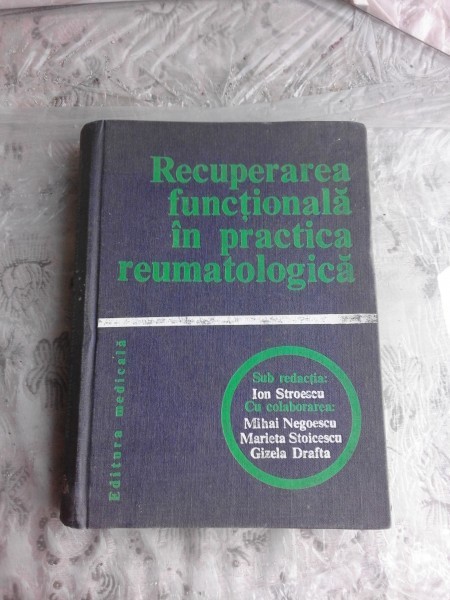 Recuperarea
funcțională
în practica
reumatologică
Sub redacția:
Ion Stroescu
Cu colaborarea:
Mihai Negoescu
Marieta Stoicescu
Gizela Drafta
Editura medicală